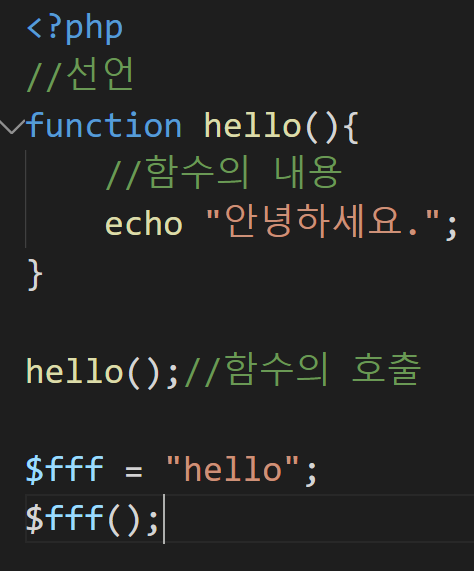 <?php
//선언
function hello(){
//함수의 내용
echo "안녕하세요.";
}
hello();//함수의 호출
$fff = "hello";
$fff();